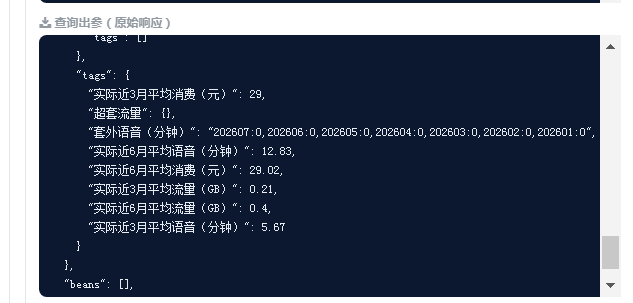 查询出参（原始响应）
"tags": []
},
"tags": {
"实际近3月平均消费（元）": 29,
"超套流量": {},
"套外语音（分钟）": "202607:0,202606:0,202605:0,202604:0,202603:0,202602:0,202601:0",
"实际近6月平均语音（分钟）": 12.83,
"实际近6月平均消费（元）": 29.02,
"实际近3月平均流量（GB）": 0.21,
"实际近6月平均流量（GB）": 0.4,
"实际近3月平均语音（分钟）": 5.67
}
},
"beans": [],